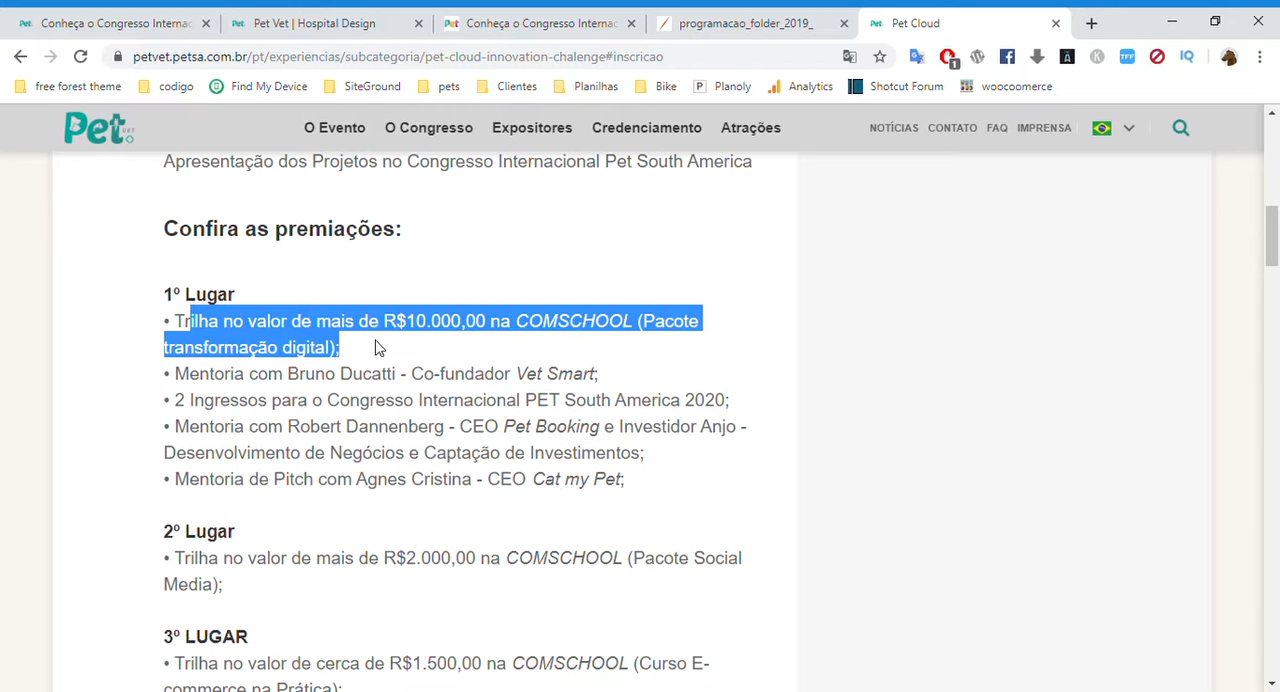 Conheça o Congresso Internac
Pet Vet | Hospital Design
Conheça o Congresso Internac
programacao_folder_2019_
Pet Cloud
petvet.petsa.com.br/pt/experiencias/subcategoria/pet-cloud-innovation-chalenge#inscricao
free forest theme
codigo
Find My Device
SiteGround
pets
Clientes
Planilhas
Bike
Planoly
Analytics
Shotcut Forum
woocoomerce
Pet VET
O Evento O Congresso Expositores Credenciamento Atrações
NOTÍCIAS CONTATO FAQ IMPRENSA
Apresentação dos Projetos no Congresso Internacional Pet South America
Confira as premiações:
1º Lugar
• Trilha no valor de mais de R$10.000,00 na COMSCHOOL (Pacote
transformação digital);
• Mentoria com Bruno Ducatti - Co-fundador Vet Smart;
• 2 Ingressos para o Congresso Internacional PET South America 2020;
• Mentoria com Robert Dannenberg - CEO Pet Booking e Investidor Anjo -
Desenvolvimento de Negócios e Captação de Investimentos;
• Mentoria de Pitch com Agnes Cristina - CEO Cat my Pet;
2º Lugar
• Trilha no valor de mais de R$2.000,00 na COMSCHOOL (Pacote Social
Media);
3º LUGAR
• Trilha no valor de cerca de R$1.500,00 na COMSCHOOL (Curso E-
commerce na Prática);